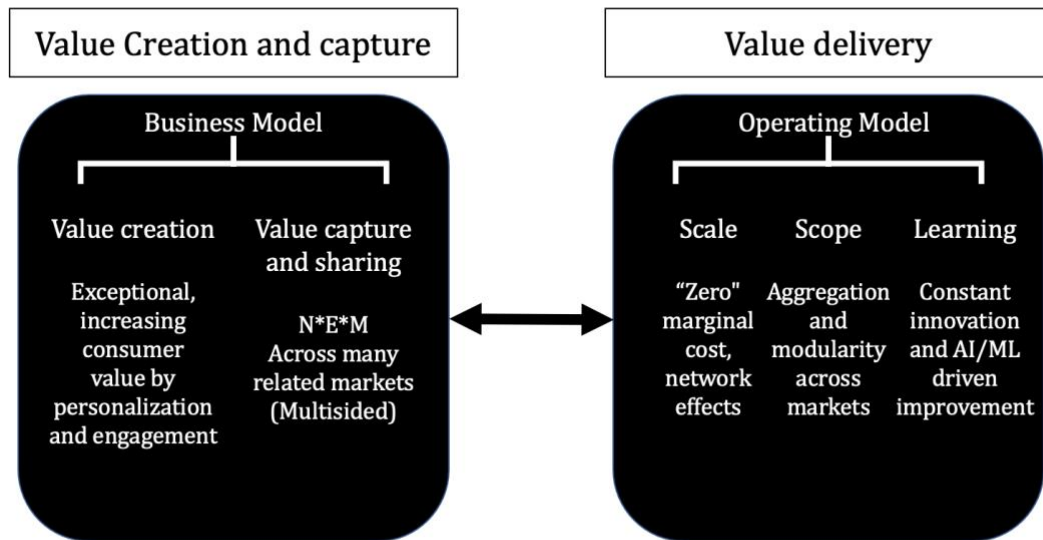 Value Creation and capture
Business Model
Value creation
Exceptional,
increasing
consumer
value by
personalization
and engagement
Value capture
and sharing
N*E*M
Across many
related markets
(Multisided)
Value delivery
Operating Model
Scale
“Zero"
marginal
cost,
network
effects
Scope
Aggregation
and
modularity
across
markets
Learning
Constant
innovation
and AI/ML
driven
improvement